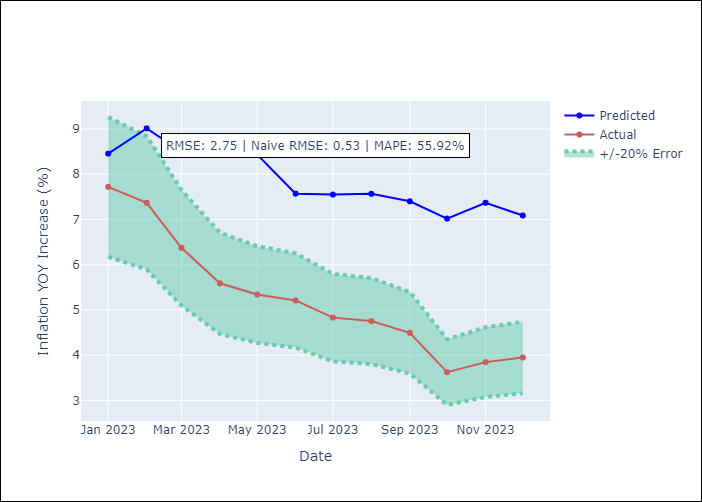 Predicted
Actual
+/-20% Error
RMSE: 2.75 | Naive RMSE: 0.53 | MAPE: 55.92%
Inflation YOY Increase (%)
9
8
7
6
5
4
3
Jan 2023 Mar 2023 May 2023 Jul 2023 Sep 2023 Nov 2023
Date